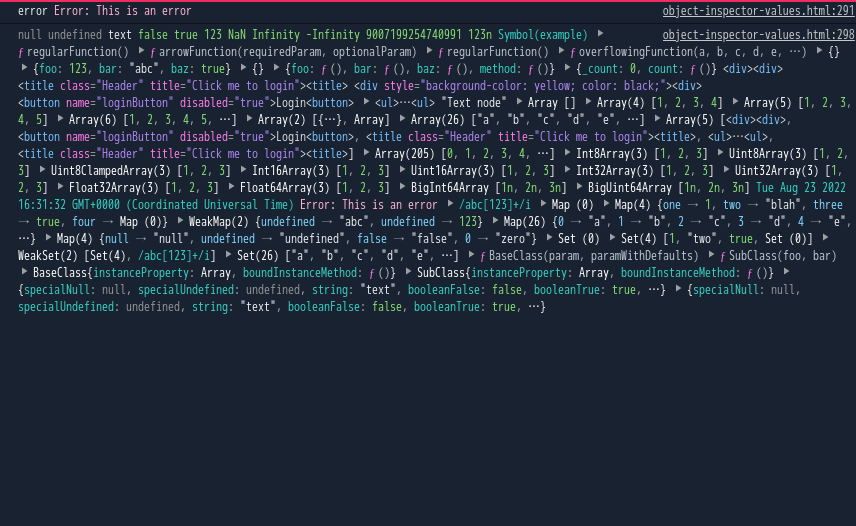 error Error: This is an error object-inspector-values.html:291
null undefined text false true 123 NaN Infinity -Infinity 9007199254740991 123n Symbol(example) ▶ object-inspector-values.html:298
ƒ regularFunction() ▶ ƒ arrowFunction(requiredParam, optionalParam) ▶ ƒ regularFunction() ▶ ƒ overflowingFunction(a, b, c, d, e, …) ▶ {}
▶ {foo: 123, bar: "abc", baz: true} ▶ {} ▶ {foo: ƒ (), bar: ƒ (), baz: ƒ (), method: ƒ ()} ▶ {_count: 0, count: ƒ ()} <div><div>
<title class="Header" title="Click me to login"><title> <div style="background-color: yellow; color: black;"><div>
<button name="loginButton" disabled="true">Login<button> ▶ <ul>…<ul> "Text node" ▶ Array [] ▶ Array(4) [1, 2, 3, 4] ▶ Array(5) [1, 2, 3,
4, 5] ▶ Array(6) [1, 2, 3, 4, 5, …] ▶ Array(2) [{…}, Array] ▶ Array(26) ["a", "b", "c", "d", "e", …] ▶ Array(5) [<div><div>,
<button name="loginButton" disabled="true">Login<button>, <title class="Header" title="Click me to login"><title>, <ul>…<ul>,
<title class="Header" title="Click me to login"><title>] ▶ Array(205) [0, 1, 2, 3, 4, …] ▶ Int8Array(3) [1, 2, 3] ▶ Uint8Array(3) [1, 2,
3] ▶ Uint8ClampedArray(3) [1, 2, 3] ▶ Int16Array(3) [1, 2, 3] ▶ Uint16Array(3) [1, 2, 3] ▶ Int32Array(3) [1, 2, 3] ▶ Uint32Array(3) [1,
2, 3] ▶ Float32Array(3) [1, 2, 3] ▶ Float64Array(3) [1, 2, 3] ▶ BigInt64Array [1n, 2n, 3n] ▶ BigUint64Array [1n, 2n, 3n] Tue Aug 23 2022
16:31:32 GMT+0000 (Coordinated Universal Time) Error: This is an error ▶ /abc[123]+/i ▶ Map (0) ▶ Map(4) {one → 1, two → "blah", three
→ true, four → Map (0)} ▶ WeakMap(2) {undefined → "abc", undefined → 123} ▶ Map(26) {0 → "a", 1 → "b", 2 → "c", 3 → "d", 4 → "e",
…} ▶ Map(4) {null → "null", undefined → "undefined", false → "false", 0 → "zero"} ▶ Set (0) ▶ Set(4) [1, "two", true, Set (0)] ▶
WeakSet(2) [Set(4), /abc[123]+/i] ▶ Set(26) ["a", "b", "c", "d", "e", …] ▶ ƒ BaseClass(param, paramWithDefaults) ▶ ƒ SubClass(foo, bar)
▶ BaseClass{instanceProperty: Array, boundInstanceMethod: ƒ ()} ▶ SubClass{instanceProperty: Array, boundInstanceMethod: ƒ ()} ▶
{specialNull: null, specialUndefined: undefined, string: "text", booleanFalse: false, booleanTrue: true, …} ▶ {specialNull: null,
specialUndefined: undefined, string: "text", booleanFalse: false, booleanTrue: true, …}